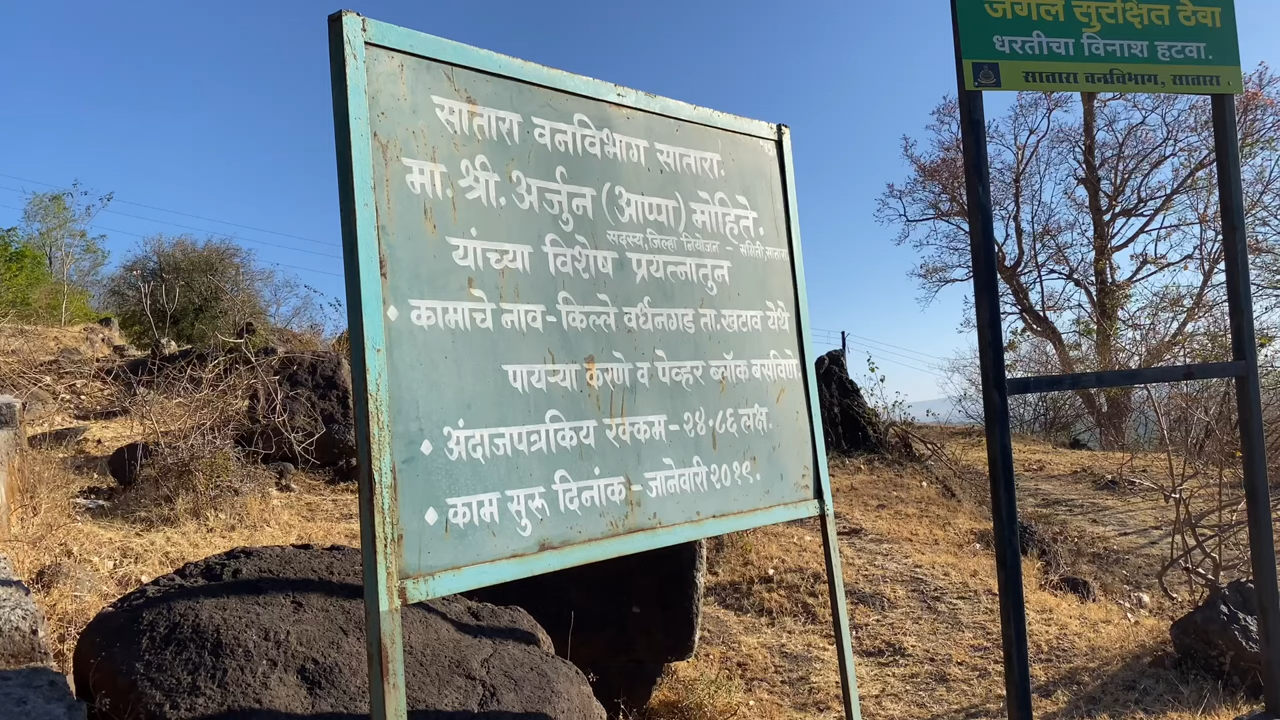 सातारा वनविभाग सातारा.
मा. श्री. अर्जुन (आप्पा) मोहिते.
सदस्य, जिल्हा नियोजन - समिती, सातारा
यांच्या विशेष प्रयत्नातुन
• कामाचे नाव - किल्ले वर्धनगड ता. खटाव येथे
पायऱ्या करणे व पेव्हर ब्लॉक बसविणे
• अंदाजपत्रकिय रक्कम - २४.८६ लक्ष.
• काम सुरू दिनांक - जानेवारी २०१९.
जंगल सुरक्षित ठेवा
धरतीचा विनाश हटवा.
सातारा वनविभाग, सातारा.